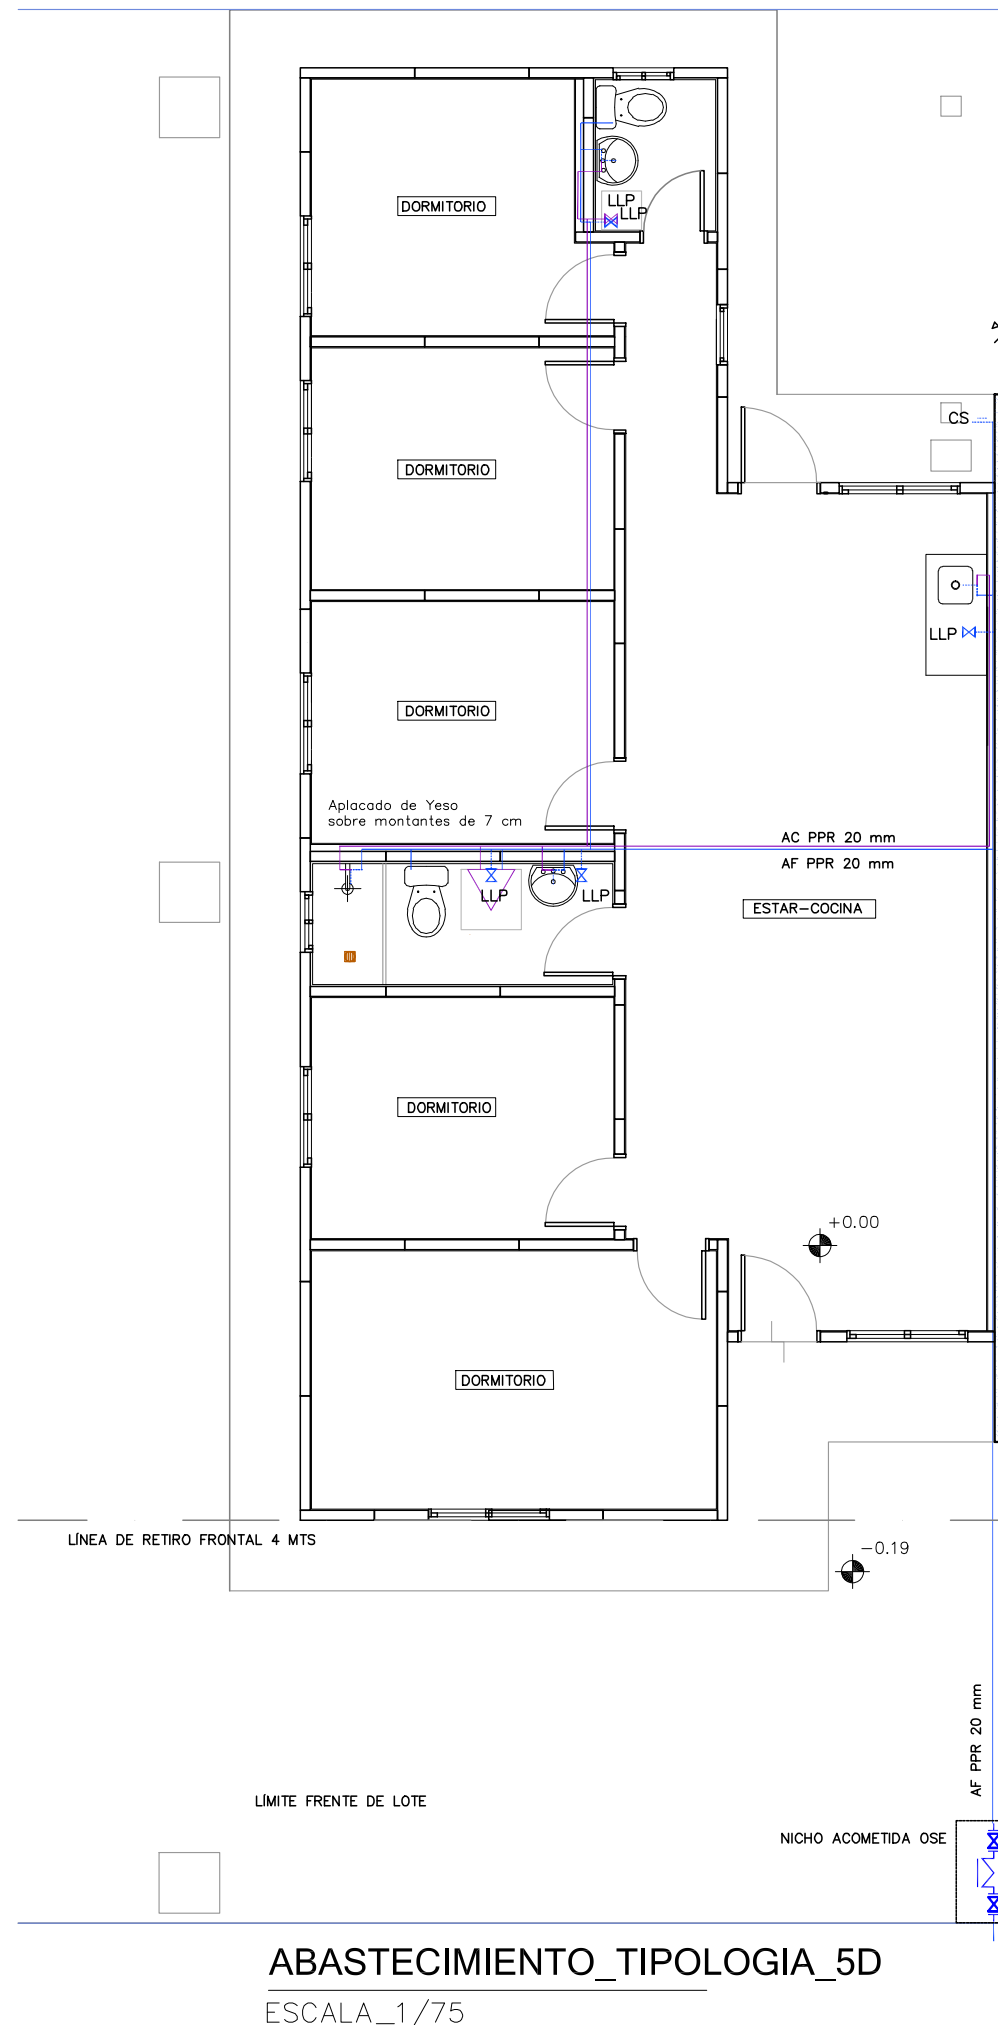 LLP
LLP
DORMITORIO
CS
DORMITORIO
LLP
DORMITORIO
Aplacado de Yeso
sobre montantes de 7 cm
AC PPR 20 mm
AF PPR 20 mm
LLP
LLP
ESTAR-COCINA
DORMITORIO
+0.00
DORMITORIO
LÍNEA DE RETIRO FRONTAL 4 MTS
-0.19
AF PPR 20 mm
LÍMITE FRENTE DE LOTE
NICHO ACOMETIDA OSE
ABASTECIMIENTO_TIPOLOGIA_5D
ESCALA_1/75